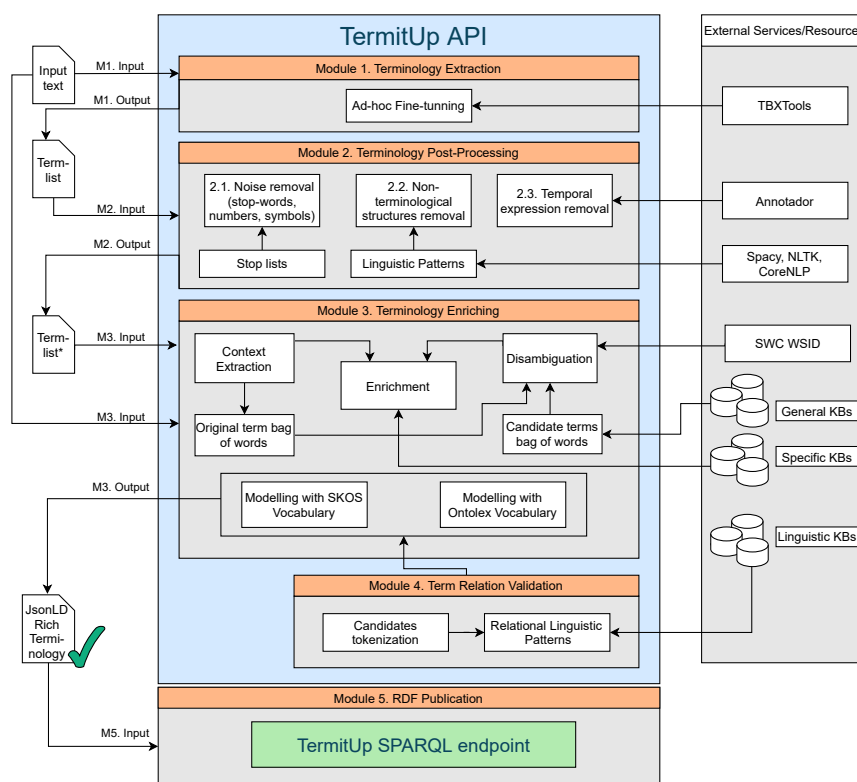 TermitUp API
External Services/Resource
Input
text
M1. Input
Module 1. Terminology Extraction
M1. Output
Ad-hoc Fine-tunning
TBXTools
Term-
list
Module 2. Terminology Post-Processing
2.1. Noise removal
(stop-words,
numbers, symbols)
2.2. Non-
terminological
structures removal
2.3. Temporal
expression removal
Annotador
M2. Input
M2. Output
Stop lists
Linguistic Patterns
Spacy, NLTK,
CoreNLP
Module 3. Terminology Enriching
Term-
list*
M3. Input
Context
Extraction
Enrichment
Disambiguation
SWC WSID
M3. Input
Original term bag
of words
Candidate terms
bag of words
General KBs
Specific KBs
M3. Output
Modelling with SKOS
Vocabulary
Modelling with
Ontolex Vocabulary
Linguistic KBs
Module 4. Term Relation Validation
JsonLD
Rich
Termi-
nology
Candidates
tokenization
Relational Linguistic
Patterns
Module 5. RDF Publication
M5. Input
TermitUp SPARQL endpoint